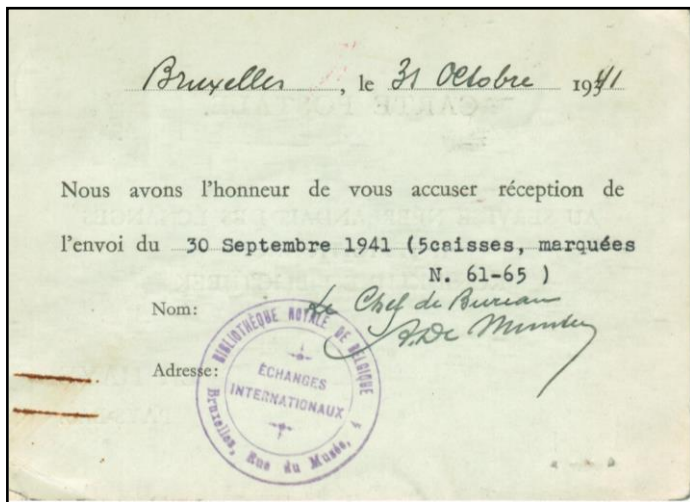 Bruxelles, le 31 Octobre 1941
Nous avons l'honneur de vous accuser réception de
l'envoi du 30 Septembre 1941 (5caisses, marquées
N. 61-65 )
Nom: Le Chef de Bureau
Adresse:
BIBLIOTHÈQUE ROYALE DE BELGIQUE
ÉCHANGES
INTERNATIONAUX
Bruxelles, Rue du Musée, 1